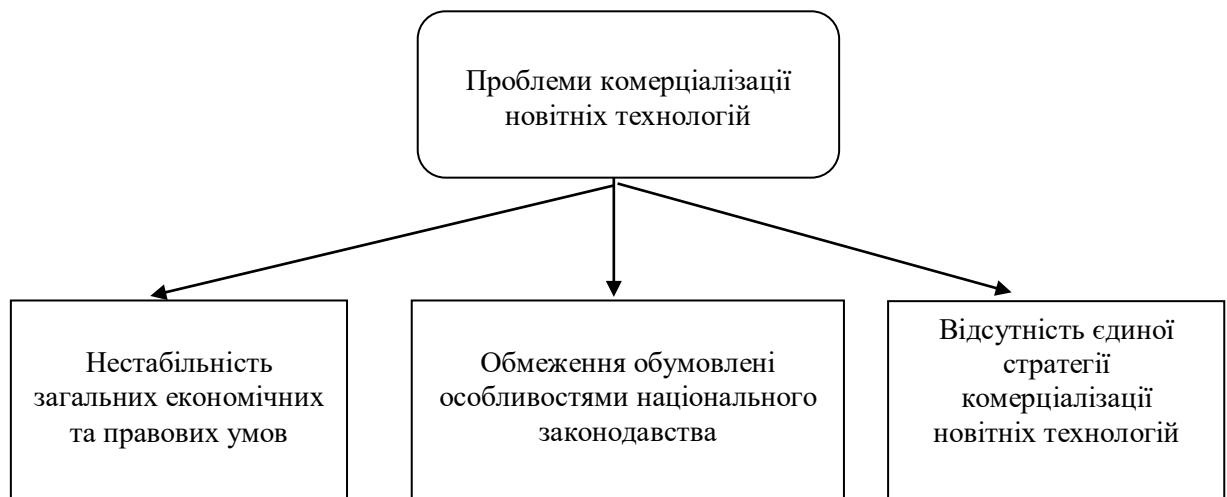 Проблеми комерціалізації
новітніх технологій
Нестабільність
загальних економічних
та правових умов
Обмеження обумовлені
особливостями національного
законодавства
Відсутність єдиної
стратегії
комерціалізації
новітніх технологій